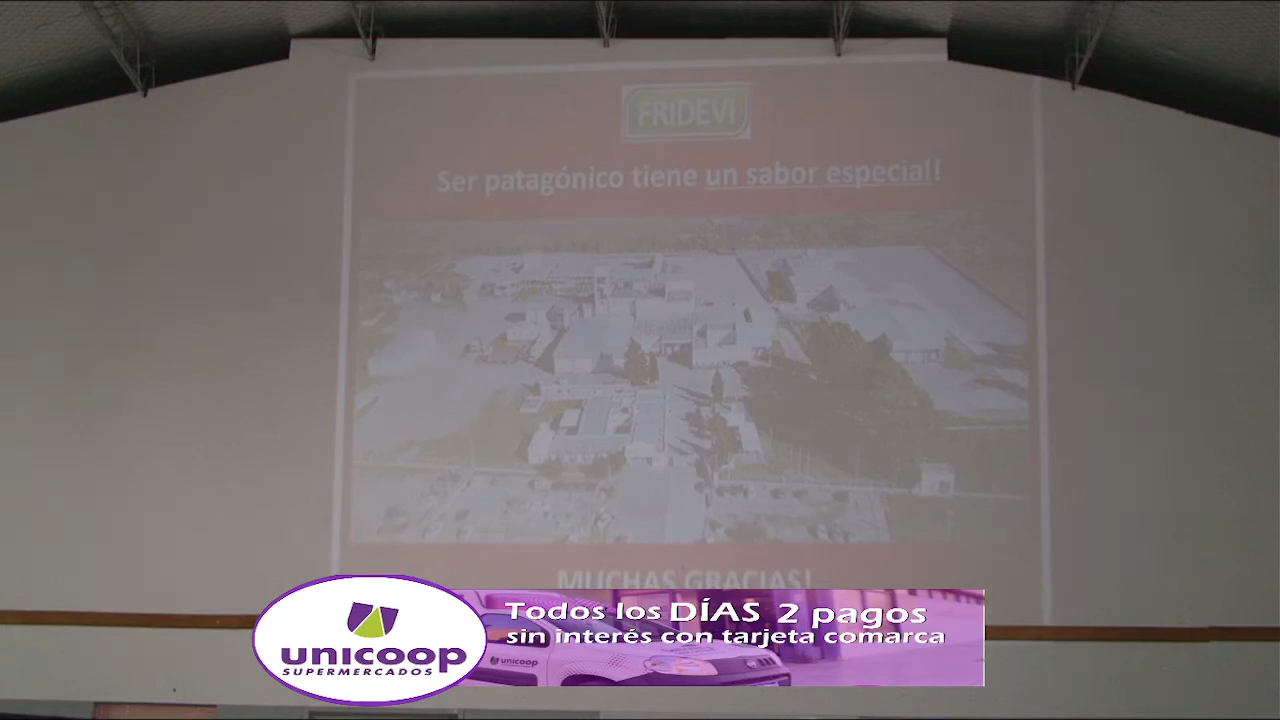 FRIDEVI
Ser patagónico tiene un sabor especial!
MUCHAS GRACIAS!
Todos los DÍAS 2 pagos
sin interés con tarjeta comarca
unicoop
SUPERMERCADOS
unicoop